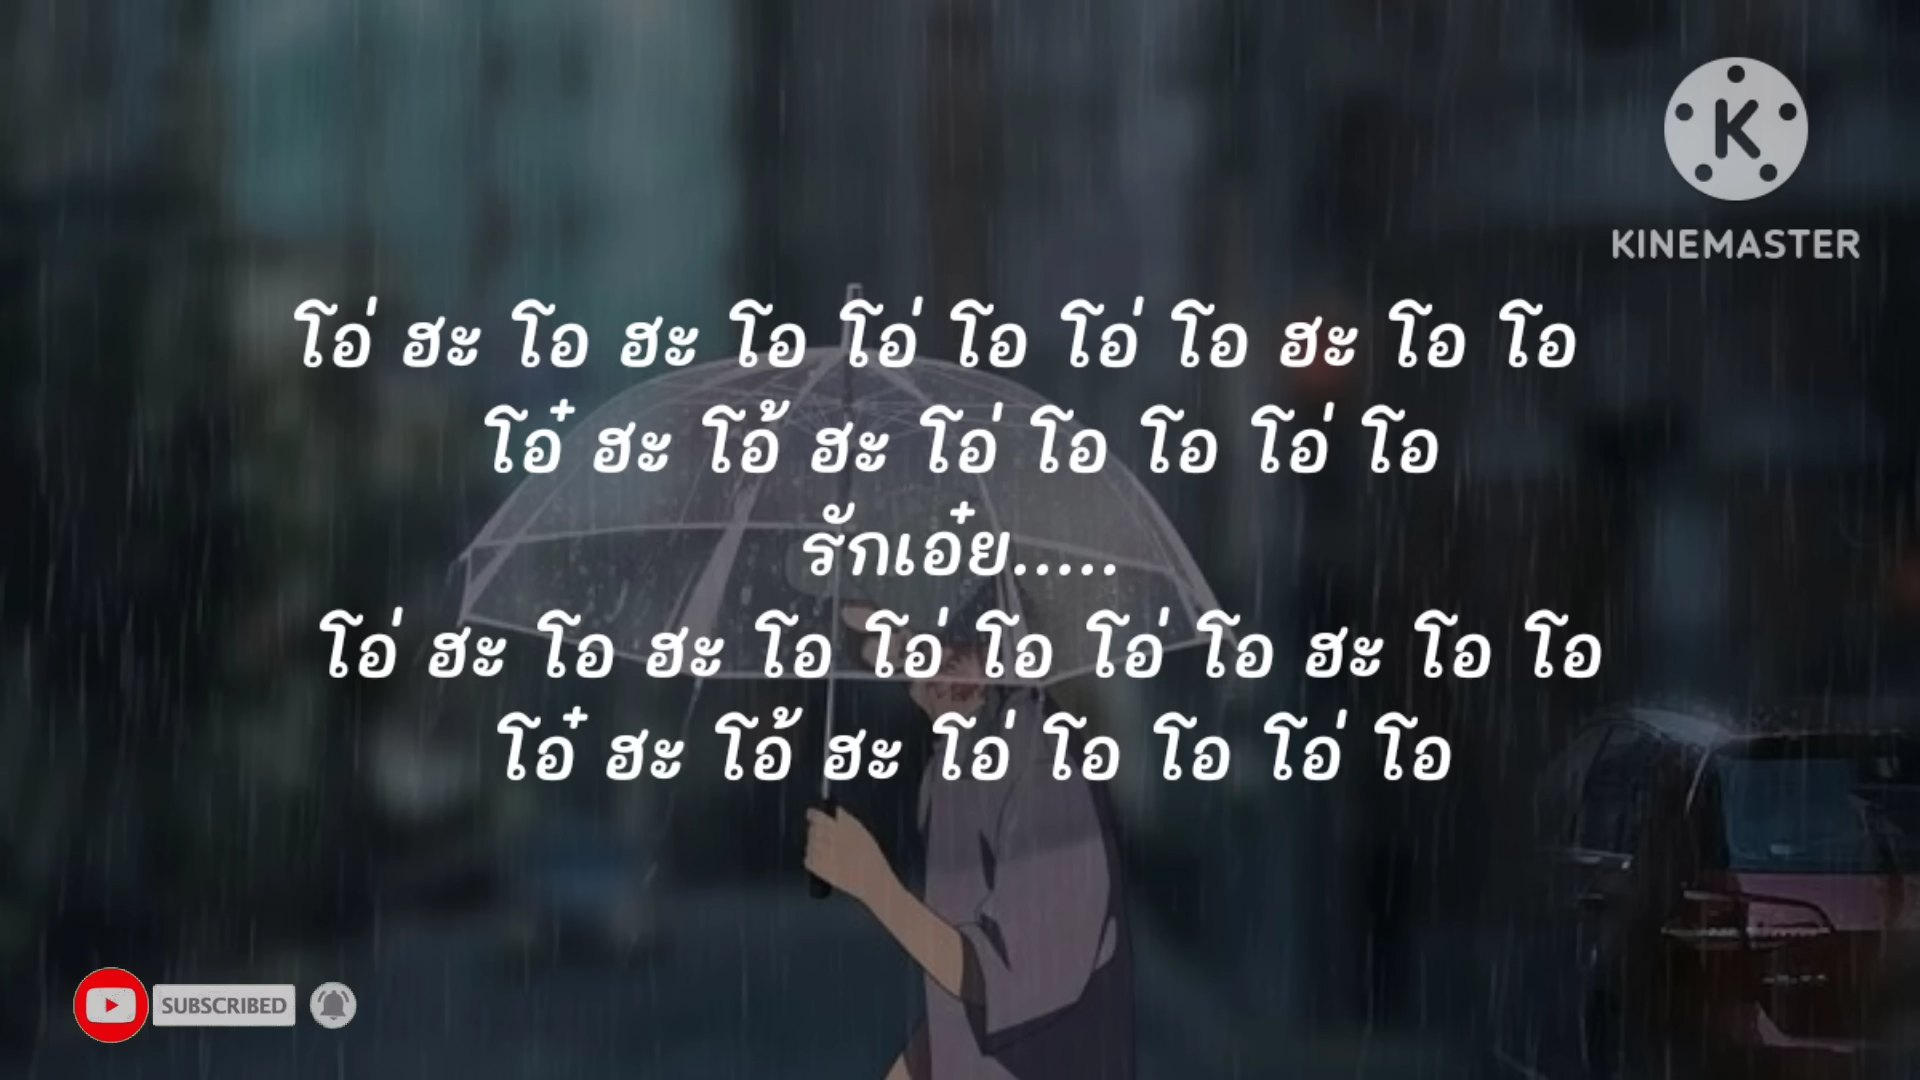 KINEMASTER
โอ่ ฮะ โอ ฮะ โอ โอ่ โอ โอ่ โอ ฮะ โอ โอ
โอ๋ ฮะ โอ้ ฮะ โอ่ โอ โอ โอ่ โอ
รักเอ๋ย.....
โอ่ ฮะ โอ ฮะ โอ โอ่ โอ โอ่ โอ ฮะ โอ โอ
โอ๋ ฮะ โอ้ ฮะ โอ่ โอ โอ โอ่ โอ
SUBSCRIBED